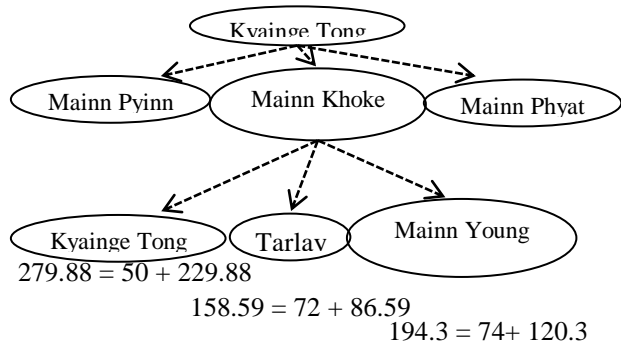 Kyainge Tong
Mainn Pyinn
Mainn Khoke
Mainn Phyat
Kyainge Tong
Tarlay
Mainn Young
279.88 = 50 + 229.88
158.59 = 72 + 86.59
194.3 = 74+ 120.3